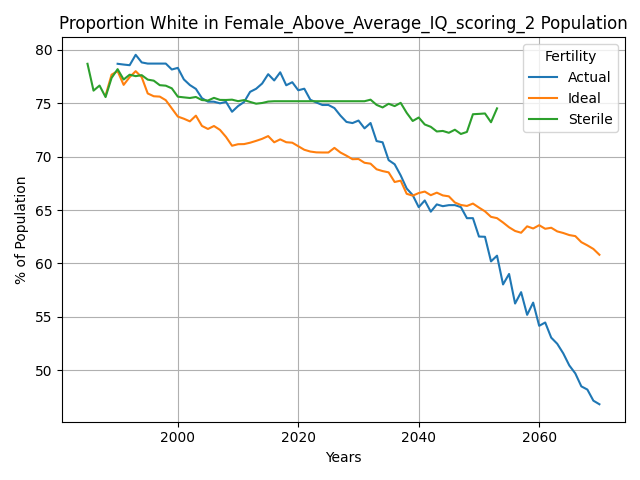 Proportion White in Female_Above_Average_IQ_scoring_2 Population
80
75
70
65
60
55
50
% of Population
2000
2020
2040
2060
Years
Fertility
Actual
Ideal
Sterile